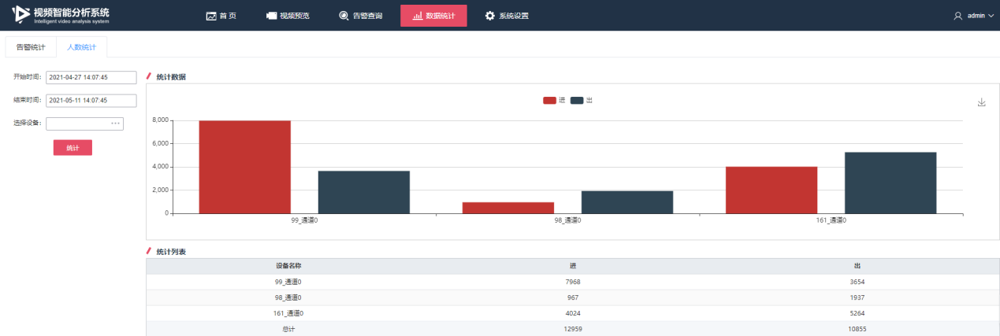 视频智能分析系统
Intelligent video analysis system
首页 视频预览 告警查询 数据统计 系统设置 admin
告警统计 人数统计
开始时间： 2021-04-27 14:07:45
结束时间： 2021-05-11 14:07:45
选择设备： ...
统计
统计数据
进 出
8,000
6,000
4,000
2,000
0
99_通道0 98_通道0 161_通道0
统计列表
设备名称 进 出
99_通道0 7968 3654
98_通道0 967 1937
161_通道0 4024 5264
总计 12959 10855